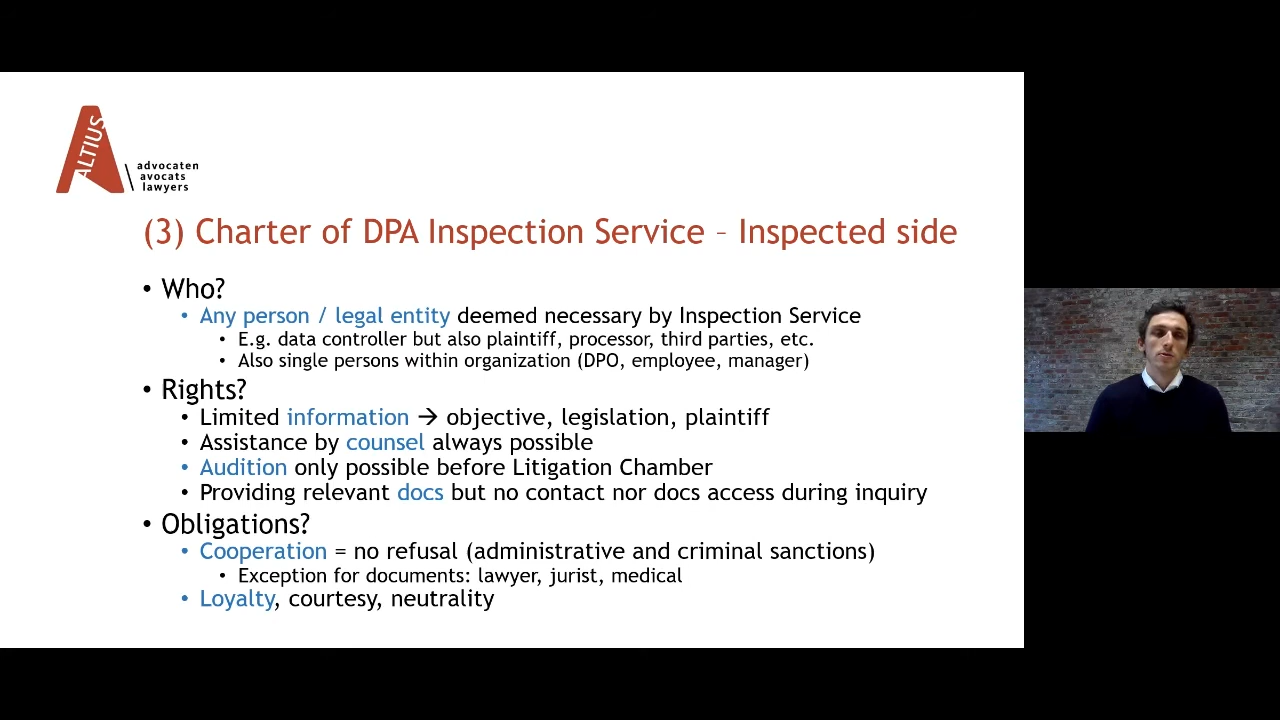 ALTIUS
advocaten
avocats
lawyers
(3) Charter of DPA Inspection Service – Inspected side
• Who?
• Any person / legal entity deemed necessary by Inspection Service
• E.g. data controller but also plaintiff, processor, third parties, etc.
• Also single persons within organization (DPO, employee, manager)
• Rights?
• Limited information → objective, legislation, plaintiff
• Assistance by counsel always possible
• Audition only possible before Litigation Chamber
• Providing relevant docs but no contact nor docs access during inquiry
• Obligations?
• Cooperation = no refusal (administrative and criminal sanctions)
• Exception for documents: lawyer, jurist, medical
• Loyalty, courtesy, neutrality